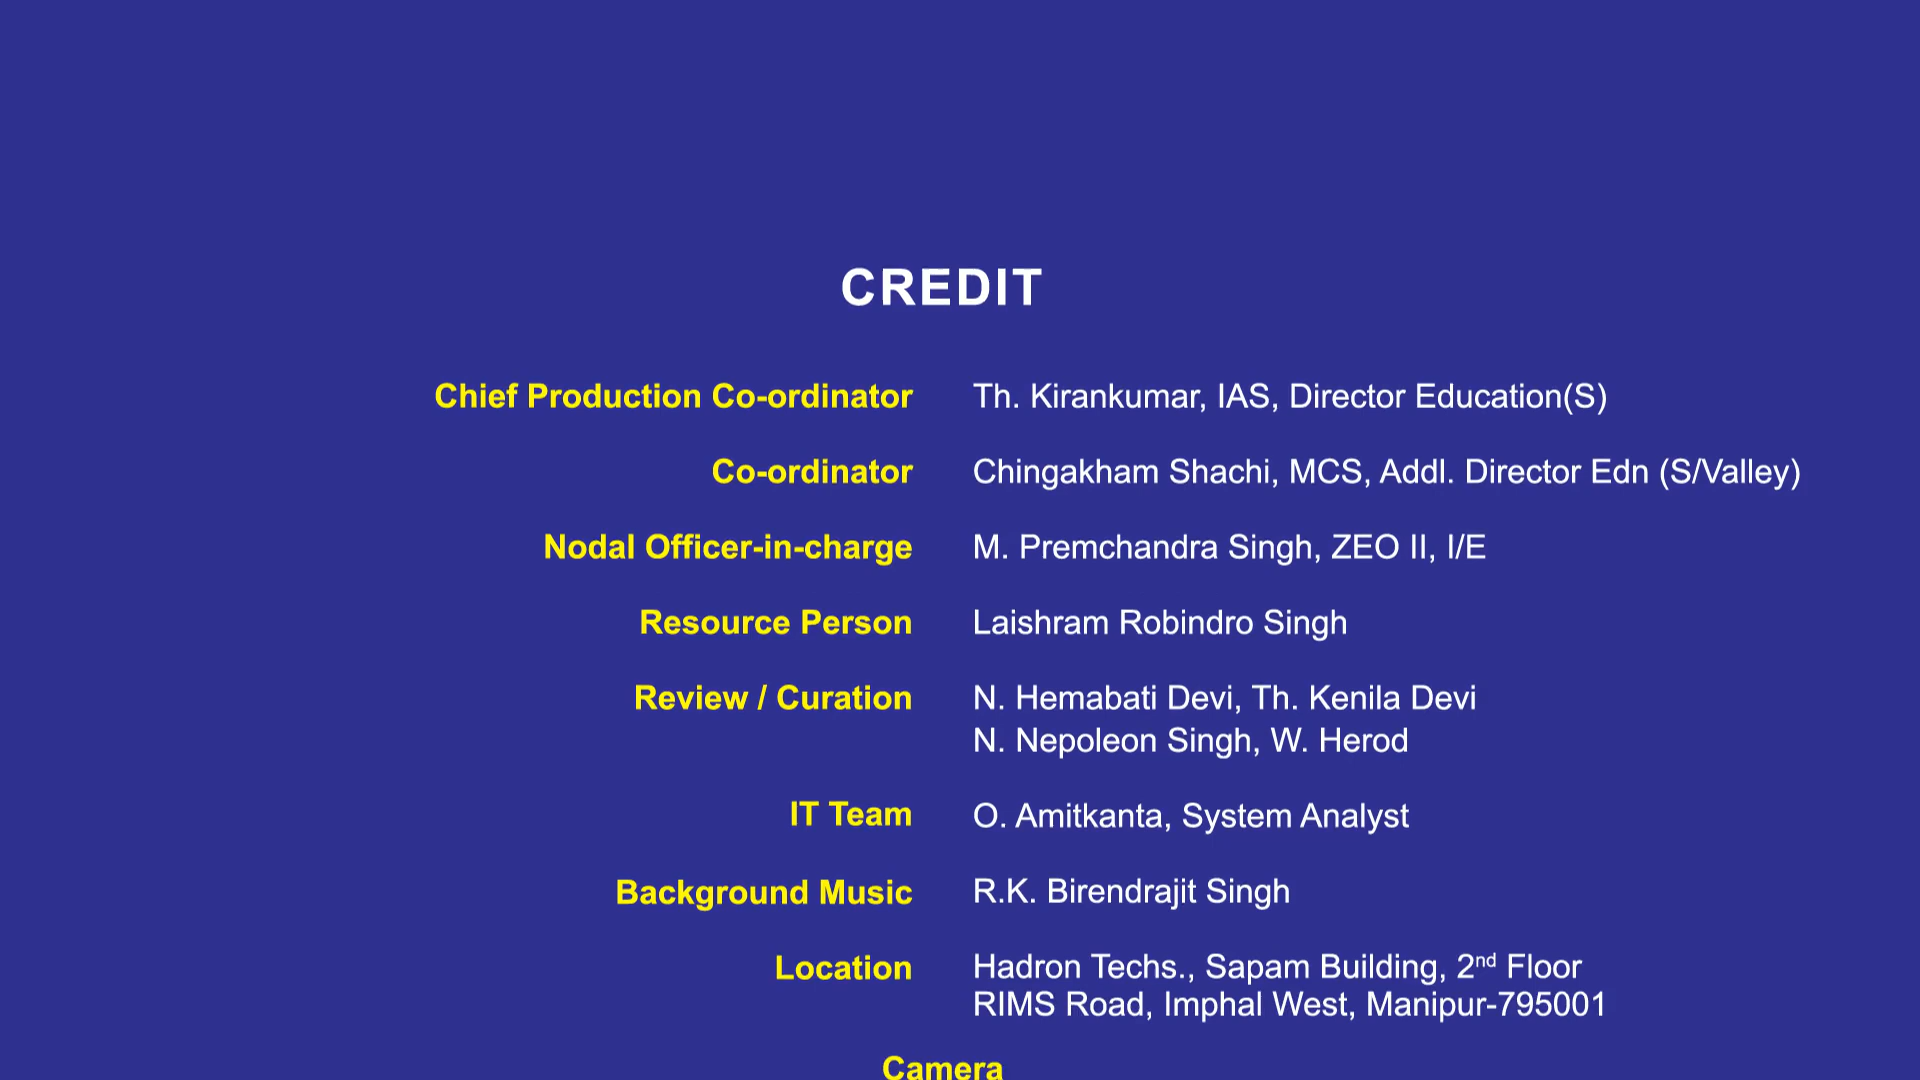 CREDIT
Chief Production Co-ordinator Th. Kirankumar, IAS, Director Education(S)
Co-ordinator Chingakham Shachi, MCS, Addl. Director Edn (S/Valley)
Nodal Officer-in-charge M. Premchandra Singh, ZEO II, I/E
Resource Person Laishram Robindro Singh
Review / Curation N. Hemabati Devi, Th. Kenila Devi
N. Nepoleon Singh, W. Herod
IT Team O. Amitkanta, System Analyst
Background Music R.K. Birendrajit Singh
Location Hadron Techs., Sapam Building, 2nd Floor
RIMS Road, Imphal West, Manipur-795001
Camera